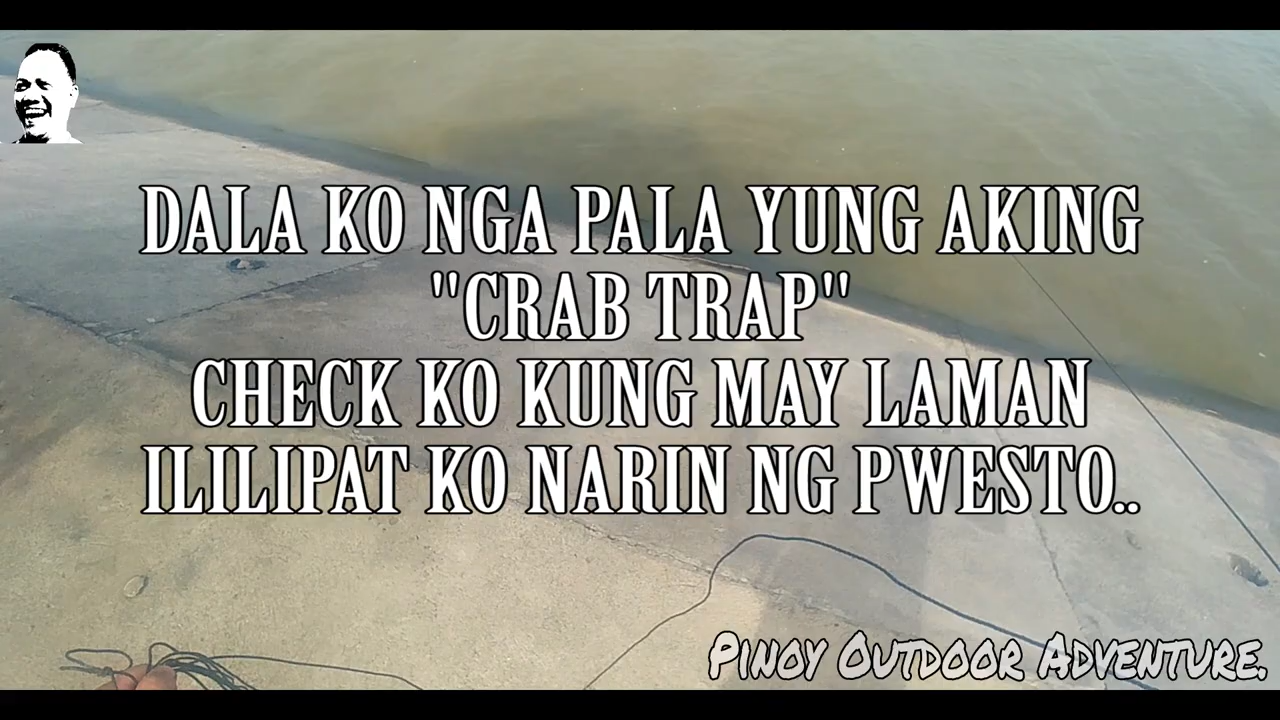 DALA KO NGA PALA YUNG AKING
"CRAB TRAP"
CHECK KO KUNG MAY LAMAN
ILILIPAT KO NARIN NG PWESTO..
PINOY OUTDOOR ADVENTURE.